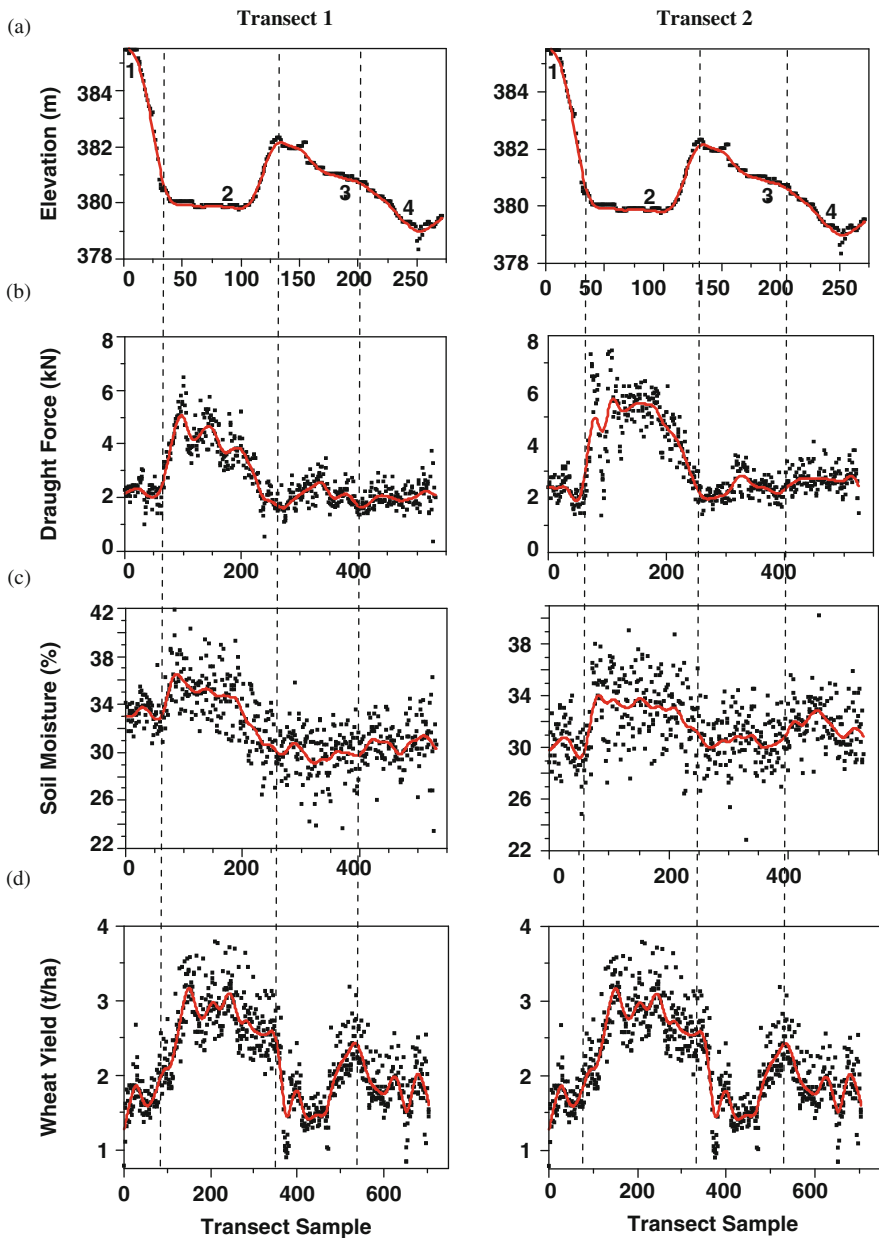 Transect 1
Transect 2
(a)
Elevation (m)
384
382
380
378
1
2
3
4
0 50 100 150 200 250
384
382
380
378
1
2
3
4
0 50 100 150 200 250
(b)
Draught Force (kN)
8
6
4
2
0
0 200 400
8
6
4
2
0
0 200 400
(c)
Soil Moisture (%)
42
38
34
30
26
22
0 200 400
38
34
30
26
22
0 200 400
(d)
Wheat Yield (t/ha)
4
3
2
1
0 200 400 600
Transect Sample
4
3
2
1
0 200 400 600
Transect Sample